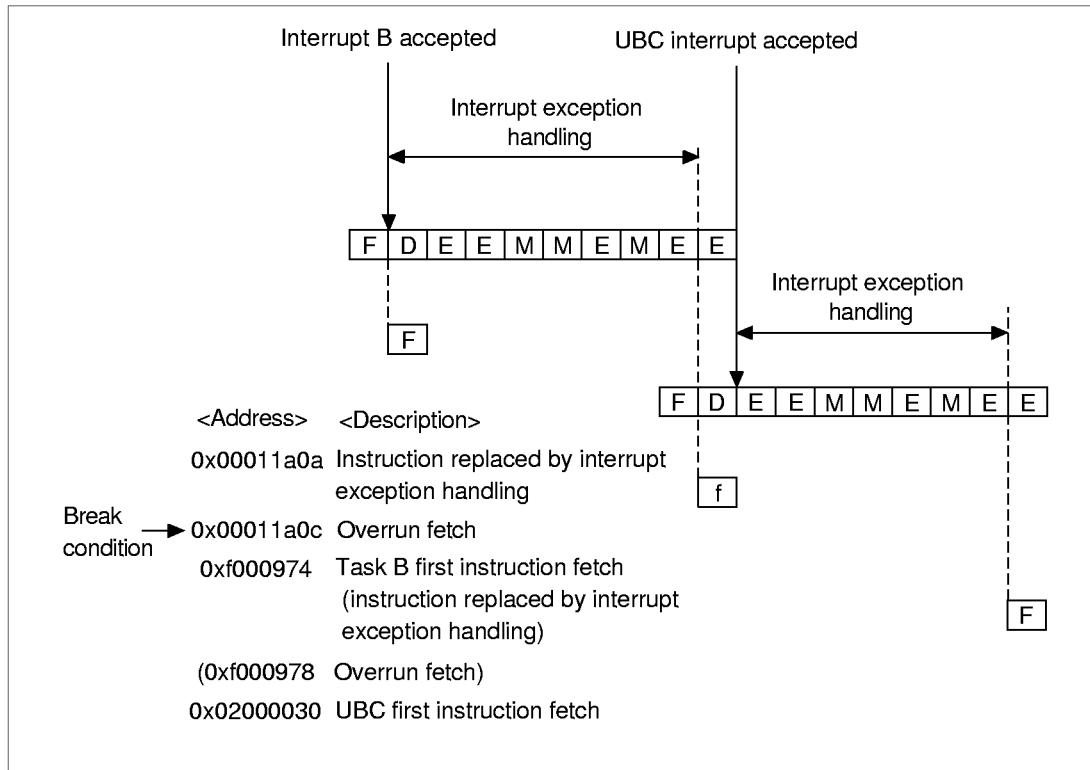 Interrupt B accepted
UBC interrupt accepted
Interrupt exception
handling
F D E E M M E M E E
Interrupt exception
handling
F
F D E E M M E M E E
<Address> <Description>
0x00011a0a Instruction replaced by interrupt
exception handling
f
Break
condition
0x00011a0c Overrun fetch
0xf000974 Task B first instruction fetch
(instruction replaced by interrupt
exception handling)
F
(0xf000978 Overrun fetch)
0x02000030 UBC first instruction fetch